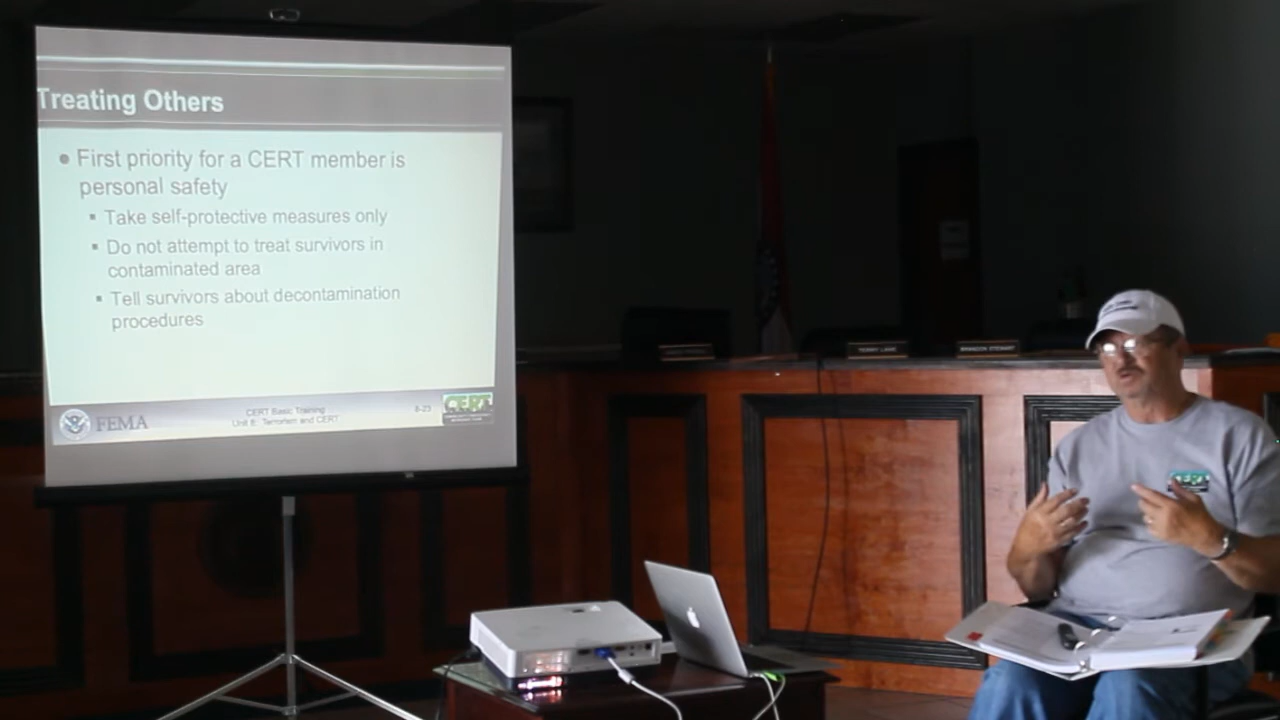 Treating Others
First priority for a CERT member is
personal safety
Take self-protective measures only
Do not attempt to treat survivors in
contaminated area
Tell survivors about decontamination
procedures
FEMA
CERT Basic Training
Unit 8: Terrorism and CERT
8-23
CERT